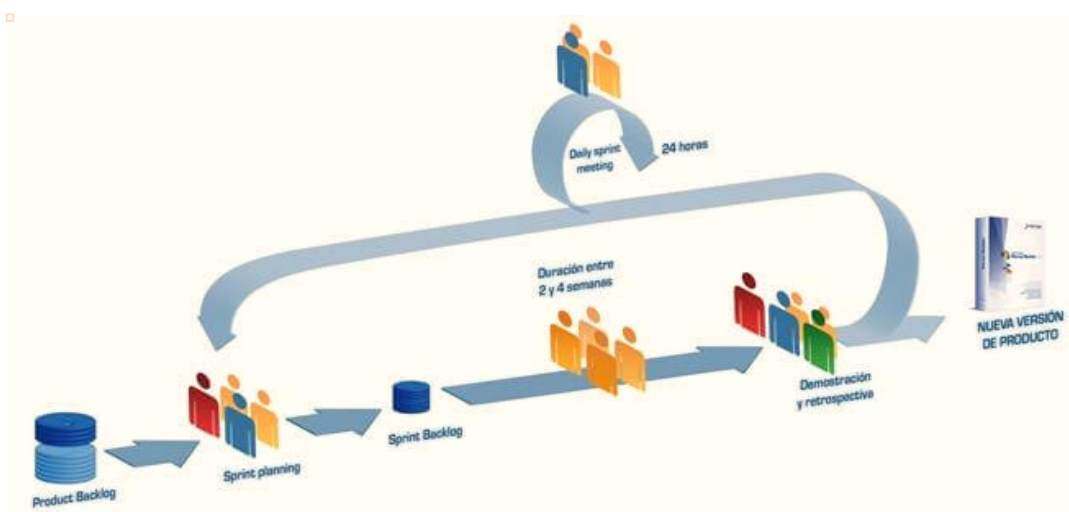 Daily sprint
meeting
24 horas
Duración entre
2 y 4 semanas
NUEVA VERSIÓN
DE PRODUCTO
Demostración
y retrospectiva
Sprint Backlog
Sprint planning
Product Backlog